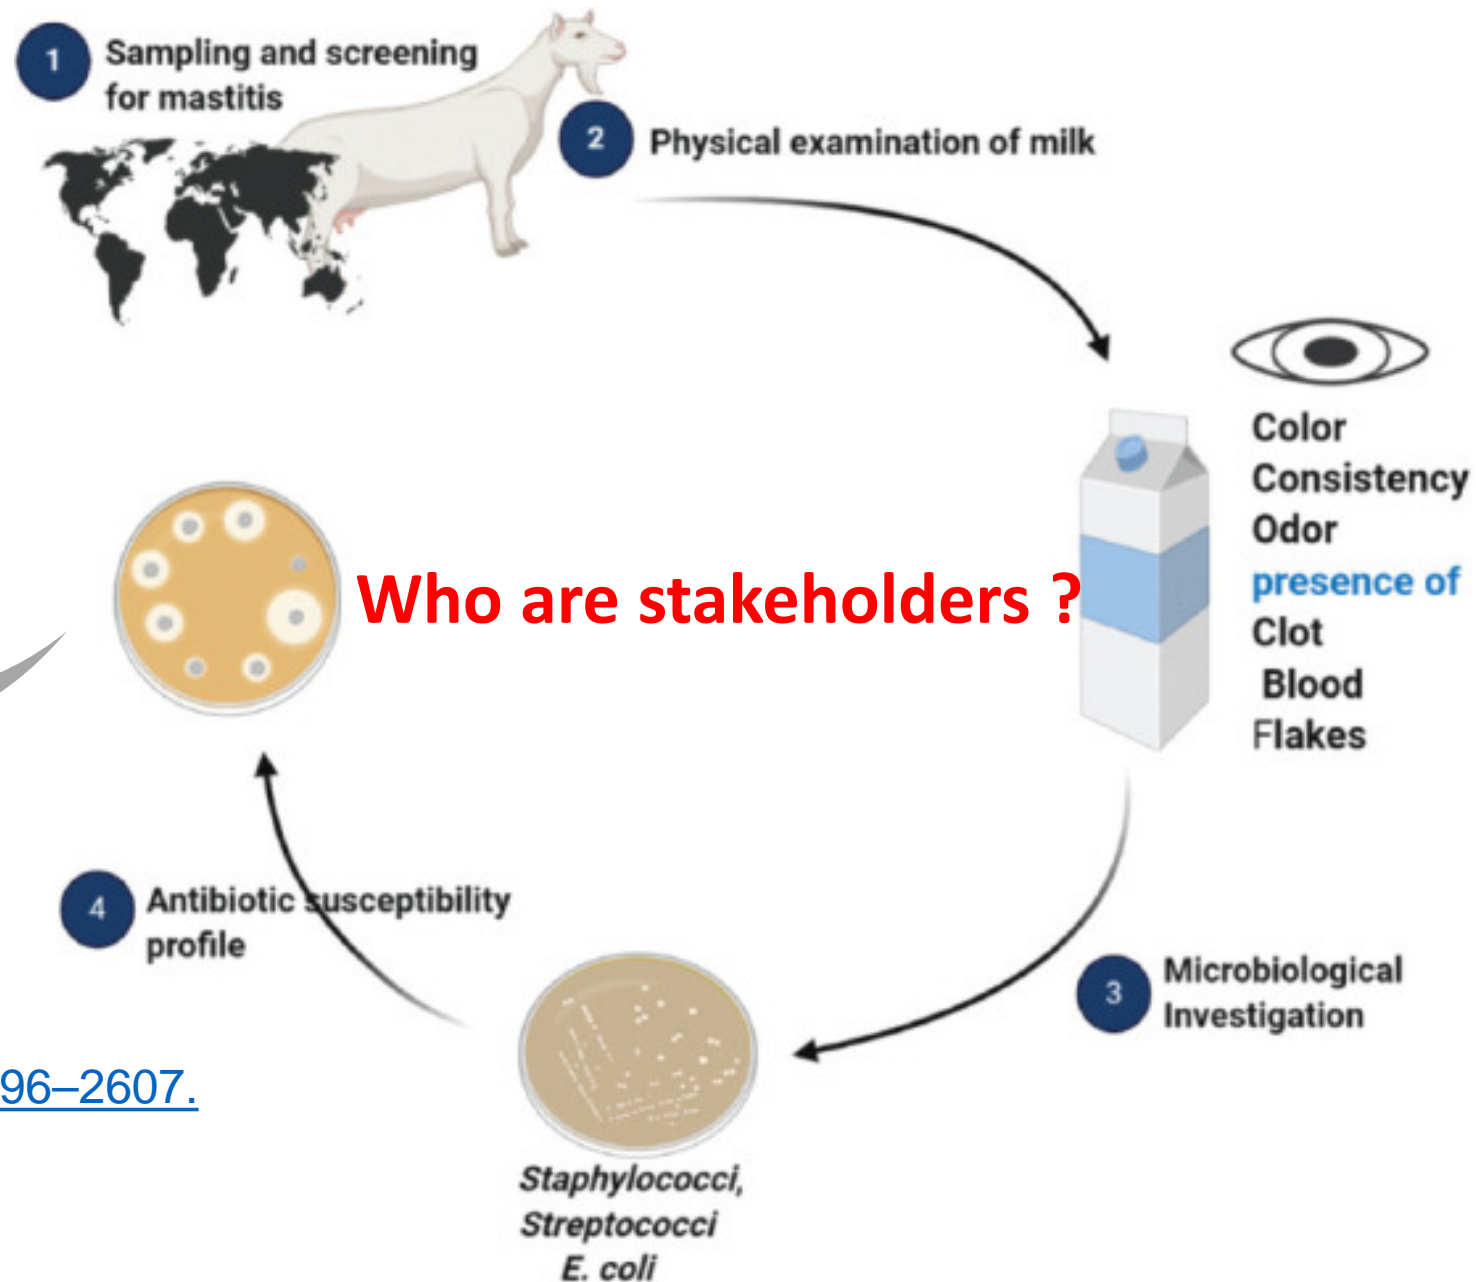 1
Sampling and screening
for mastitis
2
Physical examination of milk
Color
Consistency
Odor
presence of
Clot
Blood
Flakes
Who are stakeholders ?
3
Microbiological
Investigation
4
Antibiotic susceptibility
profile
96–2607.
Staphylococci,
Streptococci
E. coli